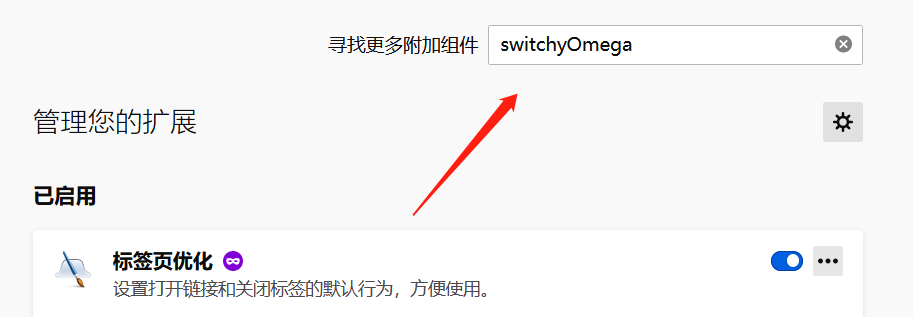 寻找更多附加组件 switchyOmega
管理您的扩展
已启用
标签页优化
设置打开链接和关闭标签的默认行为，方便使用。